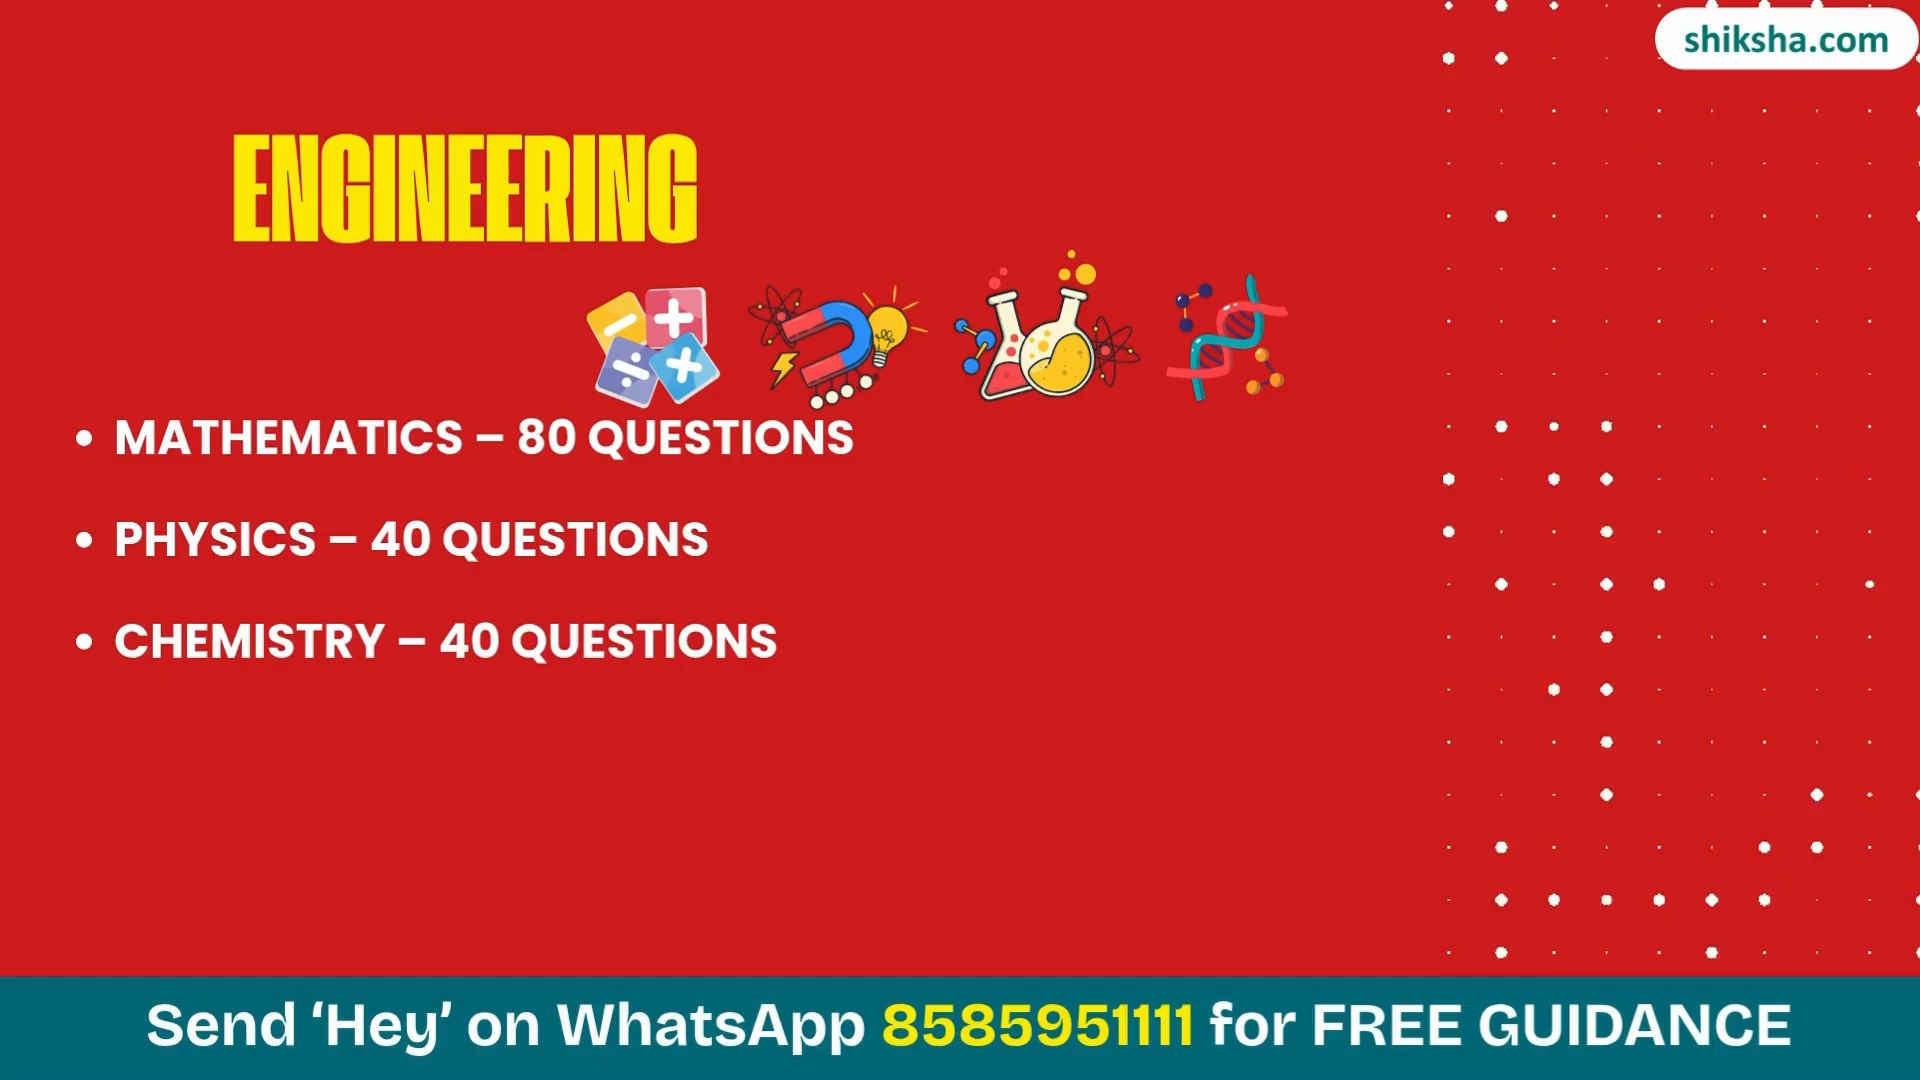 shiksha.com
ENGINEERING
• MATHEMATICS – 80 QUESTIONS
• PHYSICS – 40 QUESTIONS
• CHEMISTRY – 40 QUESTIONS
Send ‘Hey’ on WhatsApp 8585951111 for FREE GUIDANCE